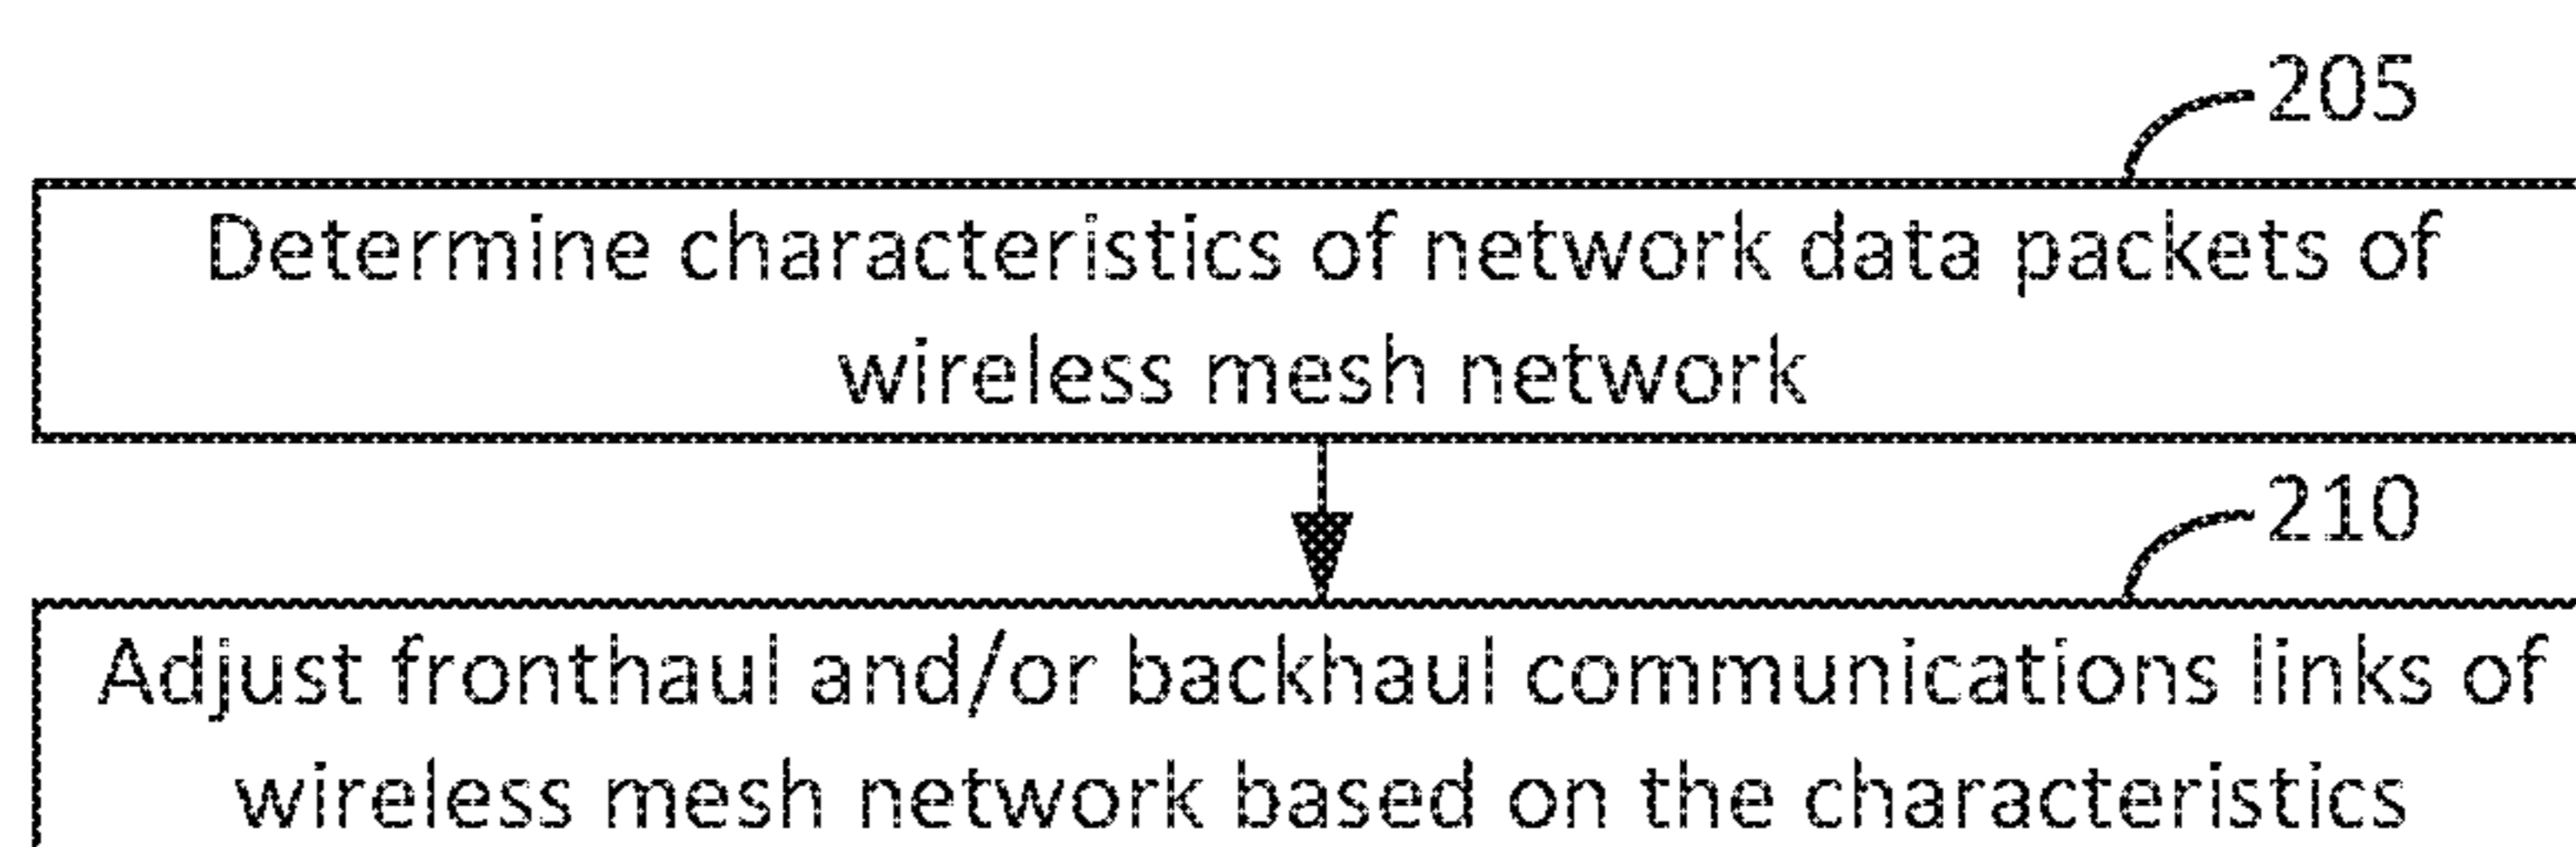 205
Determine characteristics of network data packets of
wireless mesh network
210
Adjust fronthaul and/or backhaul communications links of
wireless mesh network based on the characteristics